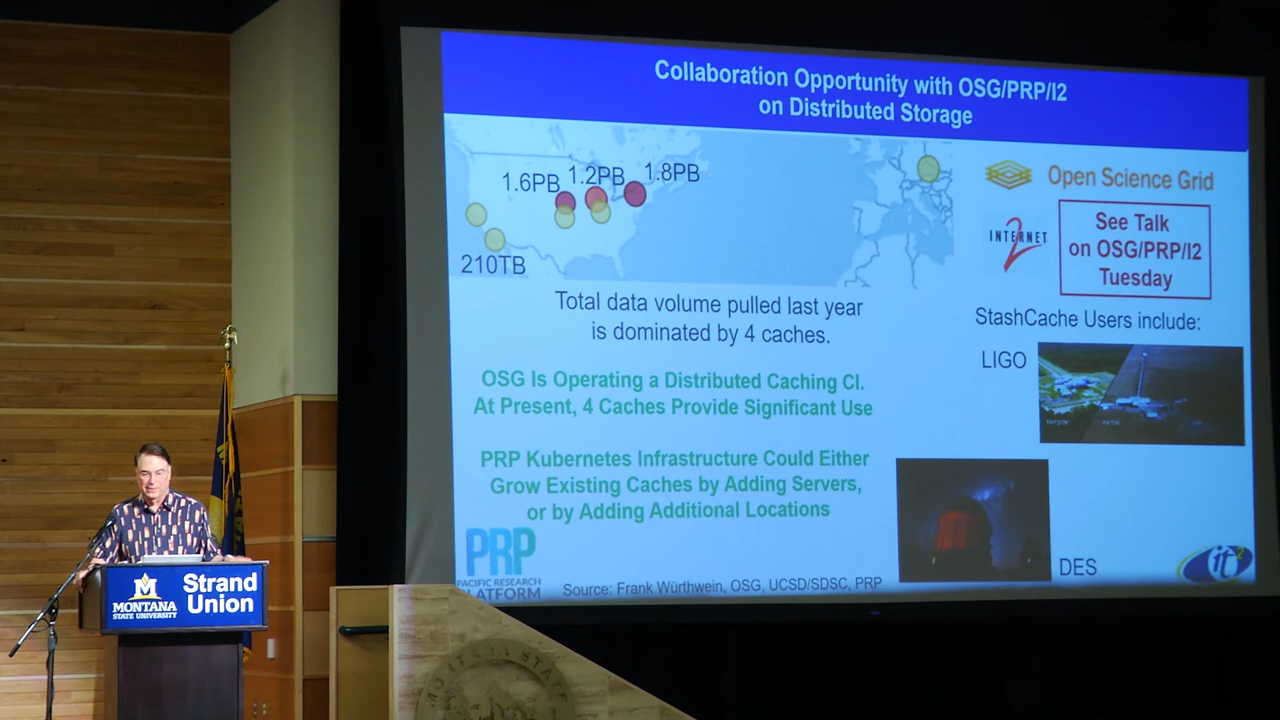 Collaboration Opportunity with OSG/PRP/I2
on Distributed Storage
1.6PB
1.2PB
1.8PB
210TB
Total data volume pulled last year
is dominated by 4 caches.
OSG Is Operating a Distributed Caching CI.
At Present, 4 Caches Provide Significant Use
PRP Kubernetes Infrastructure Could Either
Grow Existing Caches by Adding Servers,
or by Adding Additional Locations
PRP
PACIFIC RESEARCH
PLATFORM
Source: Frank Würthwein, OSG, UCSD/SDSC, PRP
Open Science Grid
INTERNET
2
See Talk
on OSG/PRP/I2
Tuesday
StashCache Users include:
LIGO
DES
it2
M
MONTANA
STATE UNIVERSITY
Strand
Union